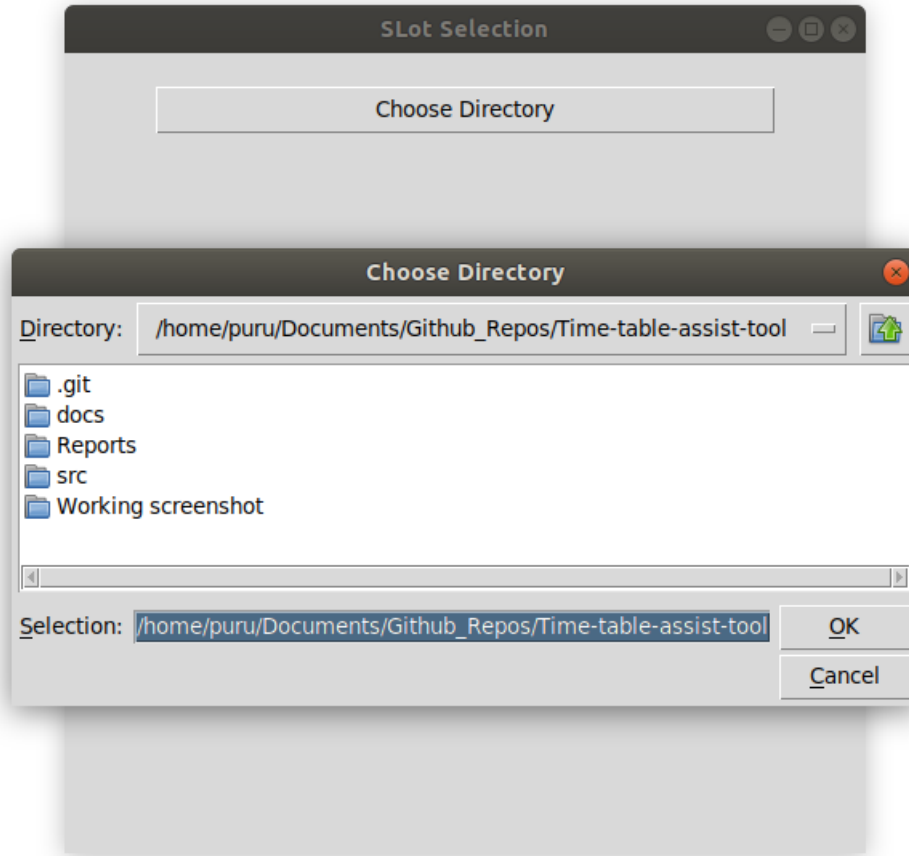 SLot Selection
Choose Directory
Choose Directory
Directory: /home/puru/Documents/Github_Repos/Time-table-assist-tool
.git
docs
Reports
src
Working screenshot
Selection: /home/puru/Documents/Github_Repos/Time-table-assist-tool OK
Cancel